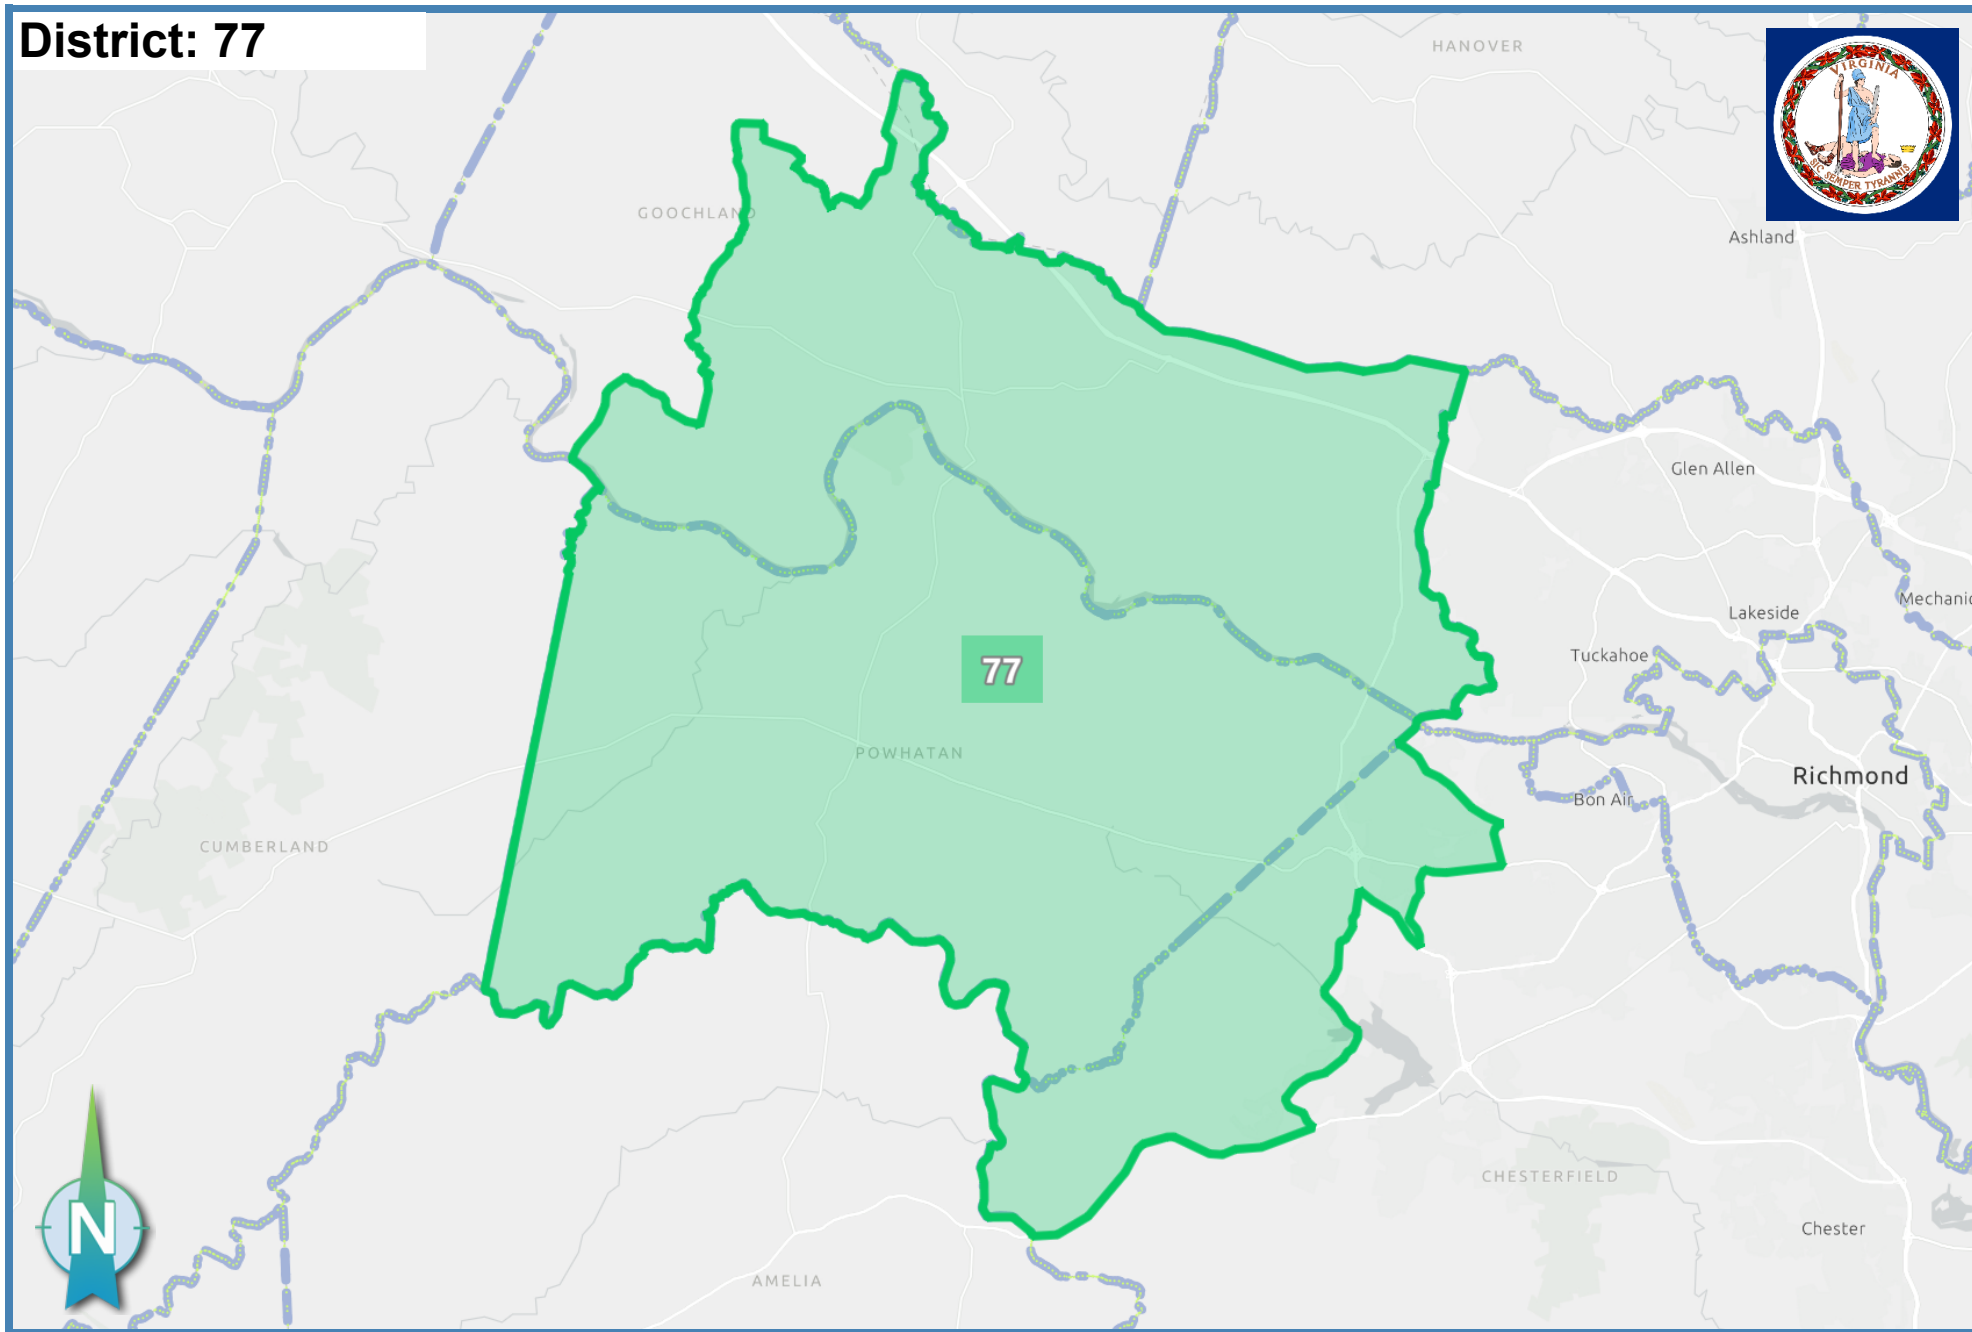 District: 77
HANOVER
VIRGINIA
SIC SEMPER TYRANNIS
GOOCHLAND
Ashland
Glen Allen
Mechanic
Lakeside
Tuckahoe
77
POWHATAN
Richmond
Bon Air
CUMBERLAND
CHESTERFIELD
N
Chester
AMELIA